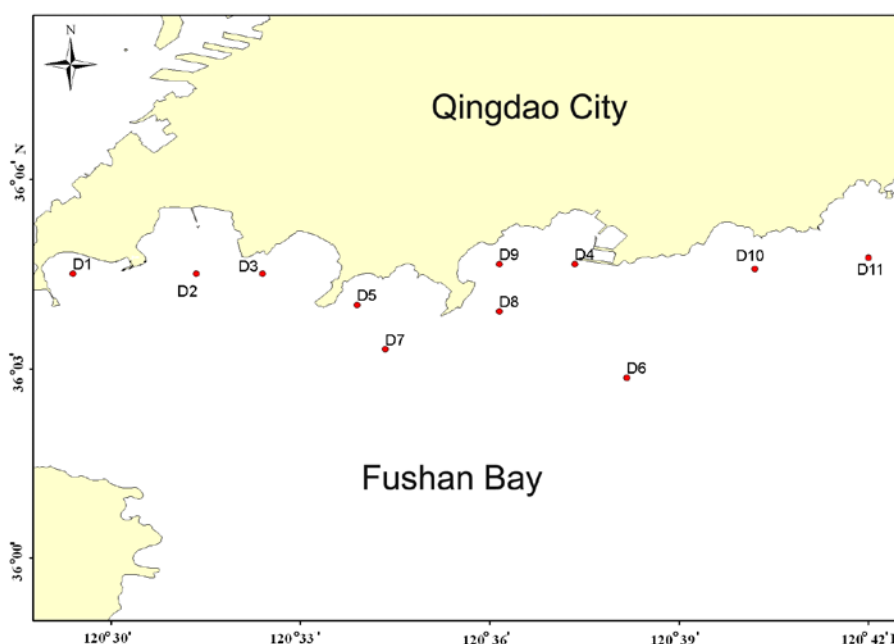 N
Qingdao City
36°06' N
D1
D2
D3
D9
D4
D10
D11
D5
D8
D7
D6
36°03'
Fushan Bay
36°00'
120°30' 120°33' 120°36' 120°39' 120°42'